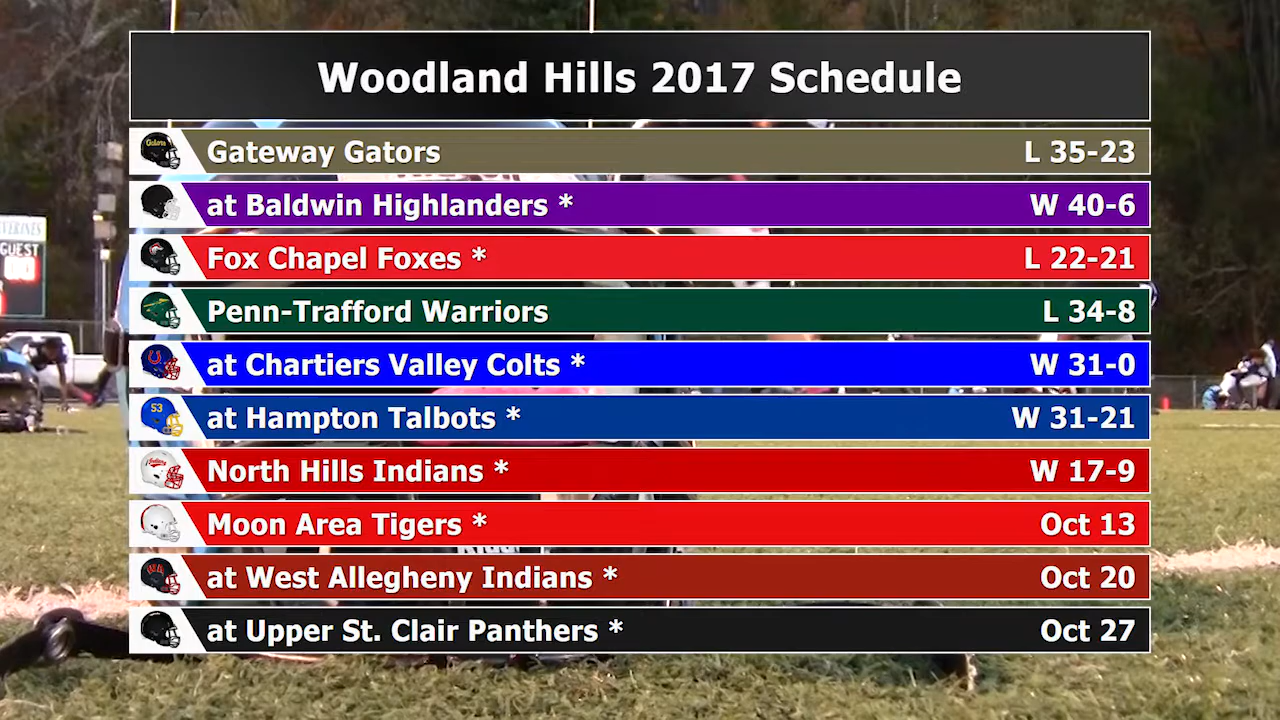 Woodland Hills 2017 Schedule
Gateway Gators L 35-23
at Baldwin Highlanders * W 40-6
Fox Chapel Foxes * L 22-21
Penn-Trafford Warriors L 34-8
at Chartiers Valley Colts * W 31-0
at Hampton Talbots * W 31-21
North Hills Indians * W 17-9
Moon Area Tigers * Oct 13
at West Allegheny Indians * Oct 20
at Upper St. Clair Panthers * Oct 27
GUEST